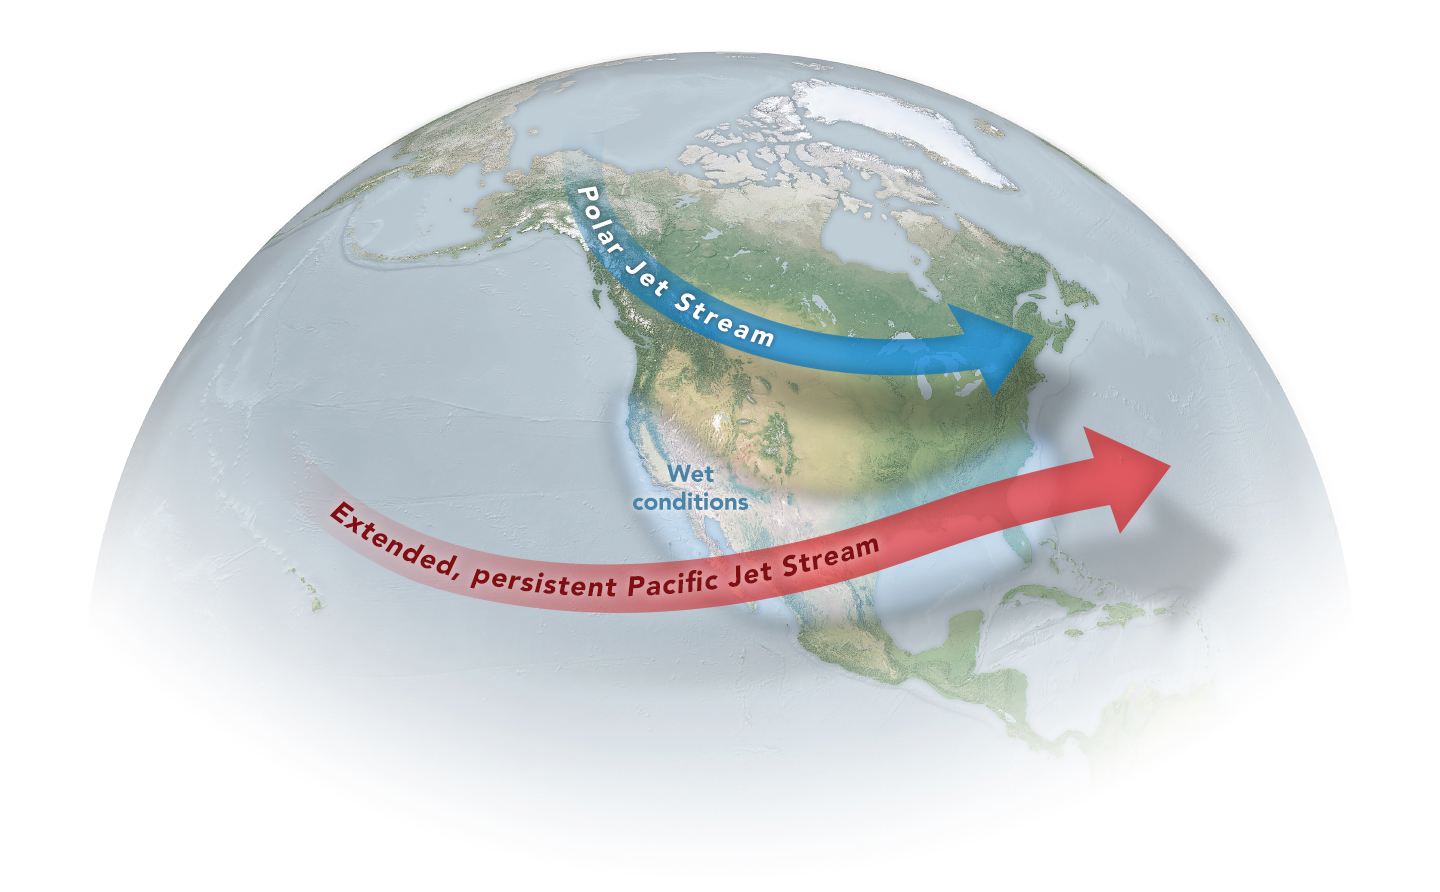 Polar Jet Stream
Wet
conditions
Extended, persistent Pacific Jet Stream